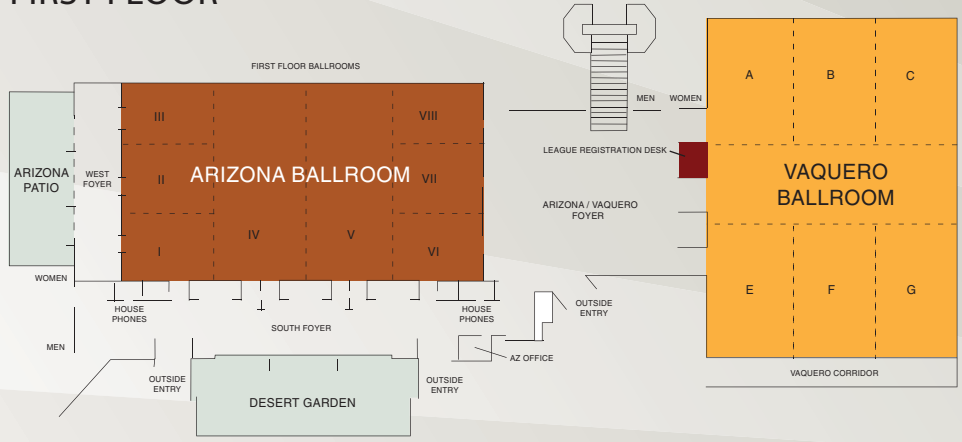 FIRST FLOOR
FIRST FLOOR BALLROOMS
ARIZONA
PATIO
WEST
FOYER
III
II
I
ARIZONA BALLROOM
IV
V
VIII
VII
VI
WOMEN
MEN
HOUSE
PHONES
SOUTH FOYER
HOUSE
PHONES
OUTSIDE
ENTRY
DESERT GARDEN
OUTSIDE
ENTRY
AZ OFFICE
OUTSIDE
ENTRY
MEN
WOMEN
LEAGUE REGISTRATION DESK
ARIZONA / VAQUERO
FOYER
A
B
C
VAQUERO
BALLROOM
E
F
G
VAQUERO CORRIDOR